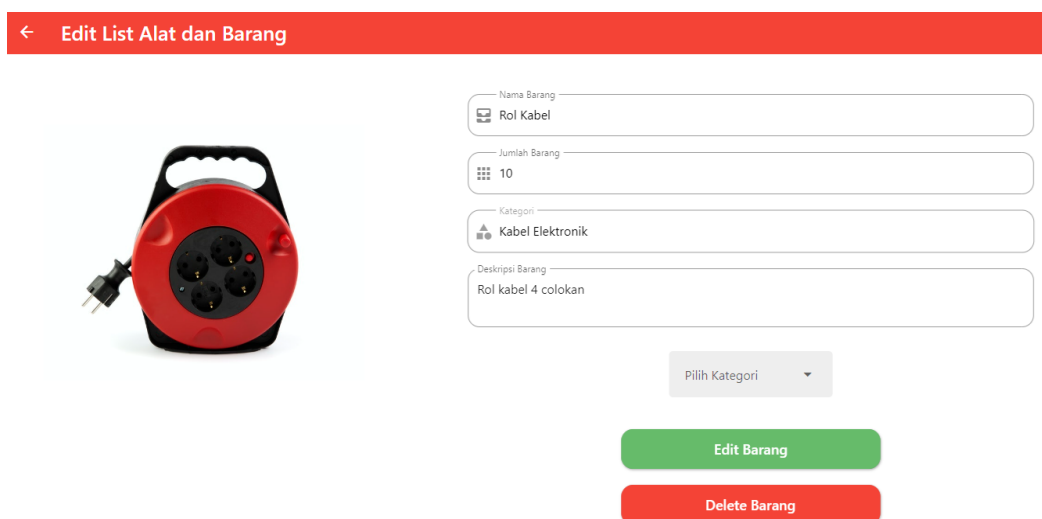 Edit List Alat dan Barang
Nama Barang
Rol Kabel
Jumlah Barang
10
Kategori
Kabel Elektronik
Deskripsi Barang
Rol kabel 4 colokan
Pilih Kategori
Edit Barang
Delete Barang